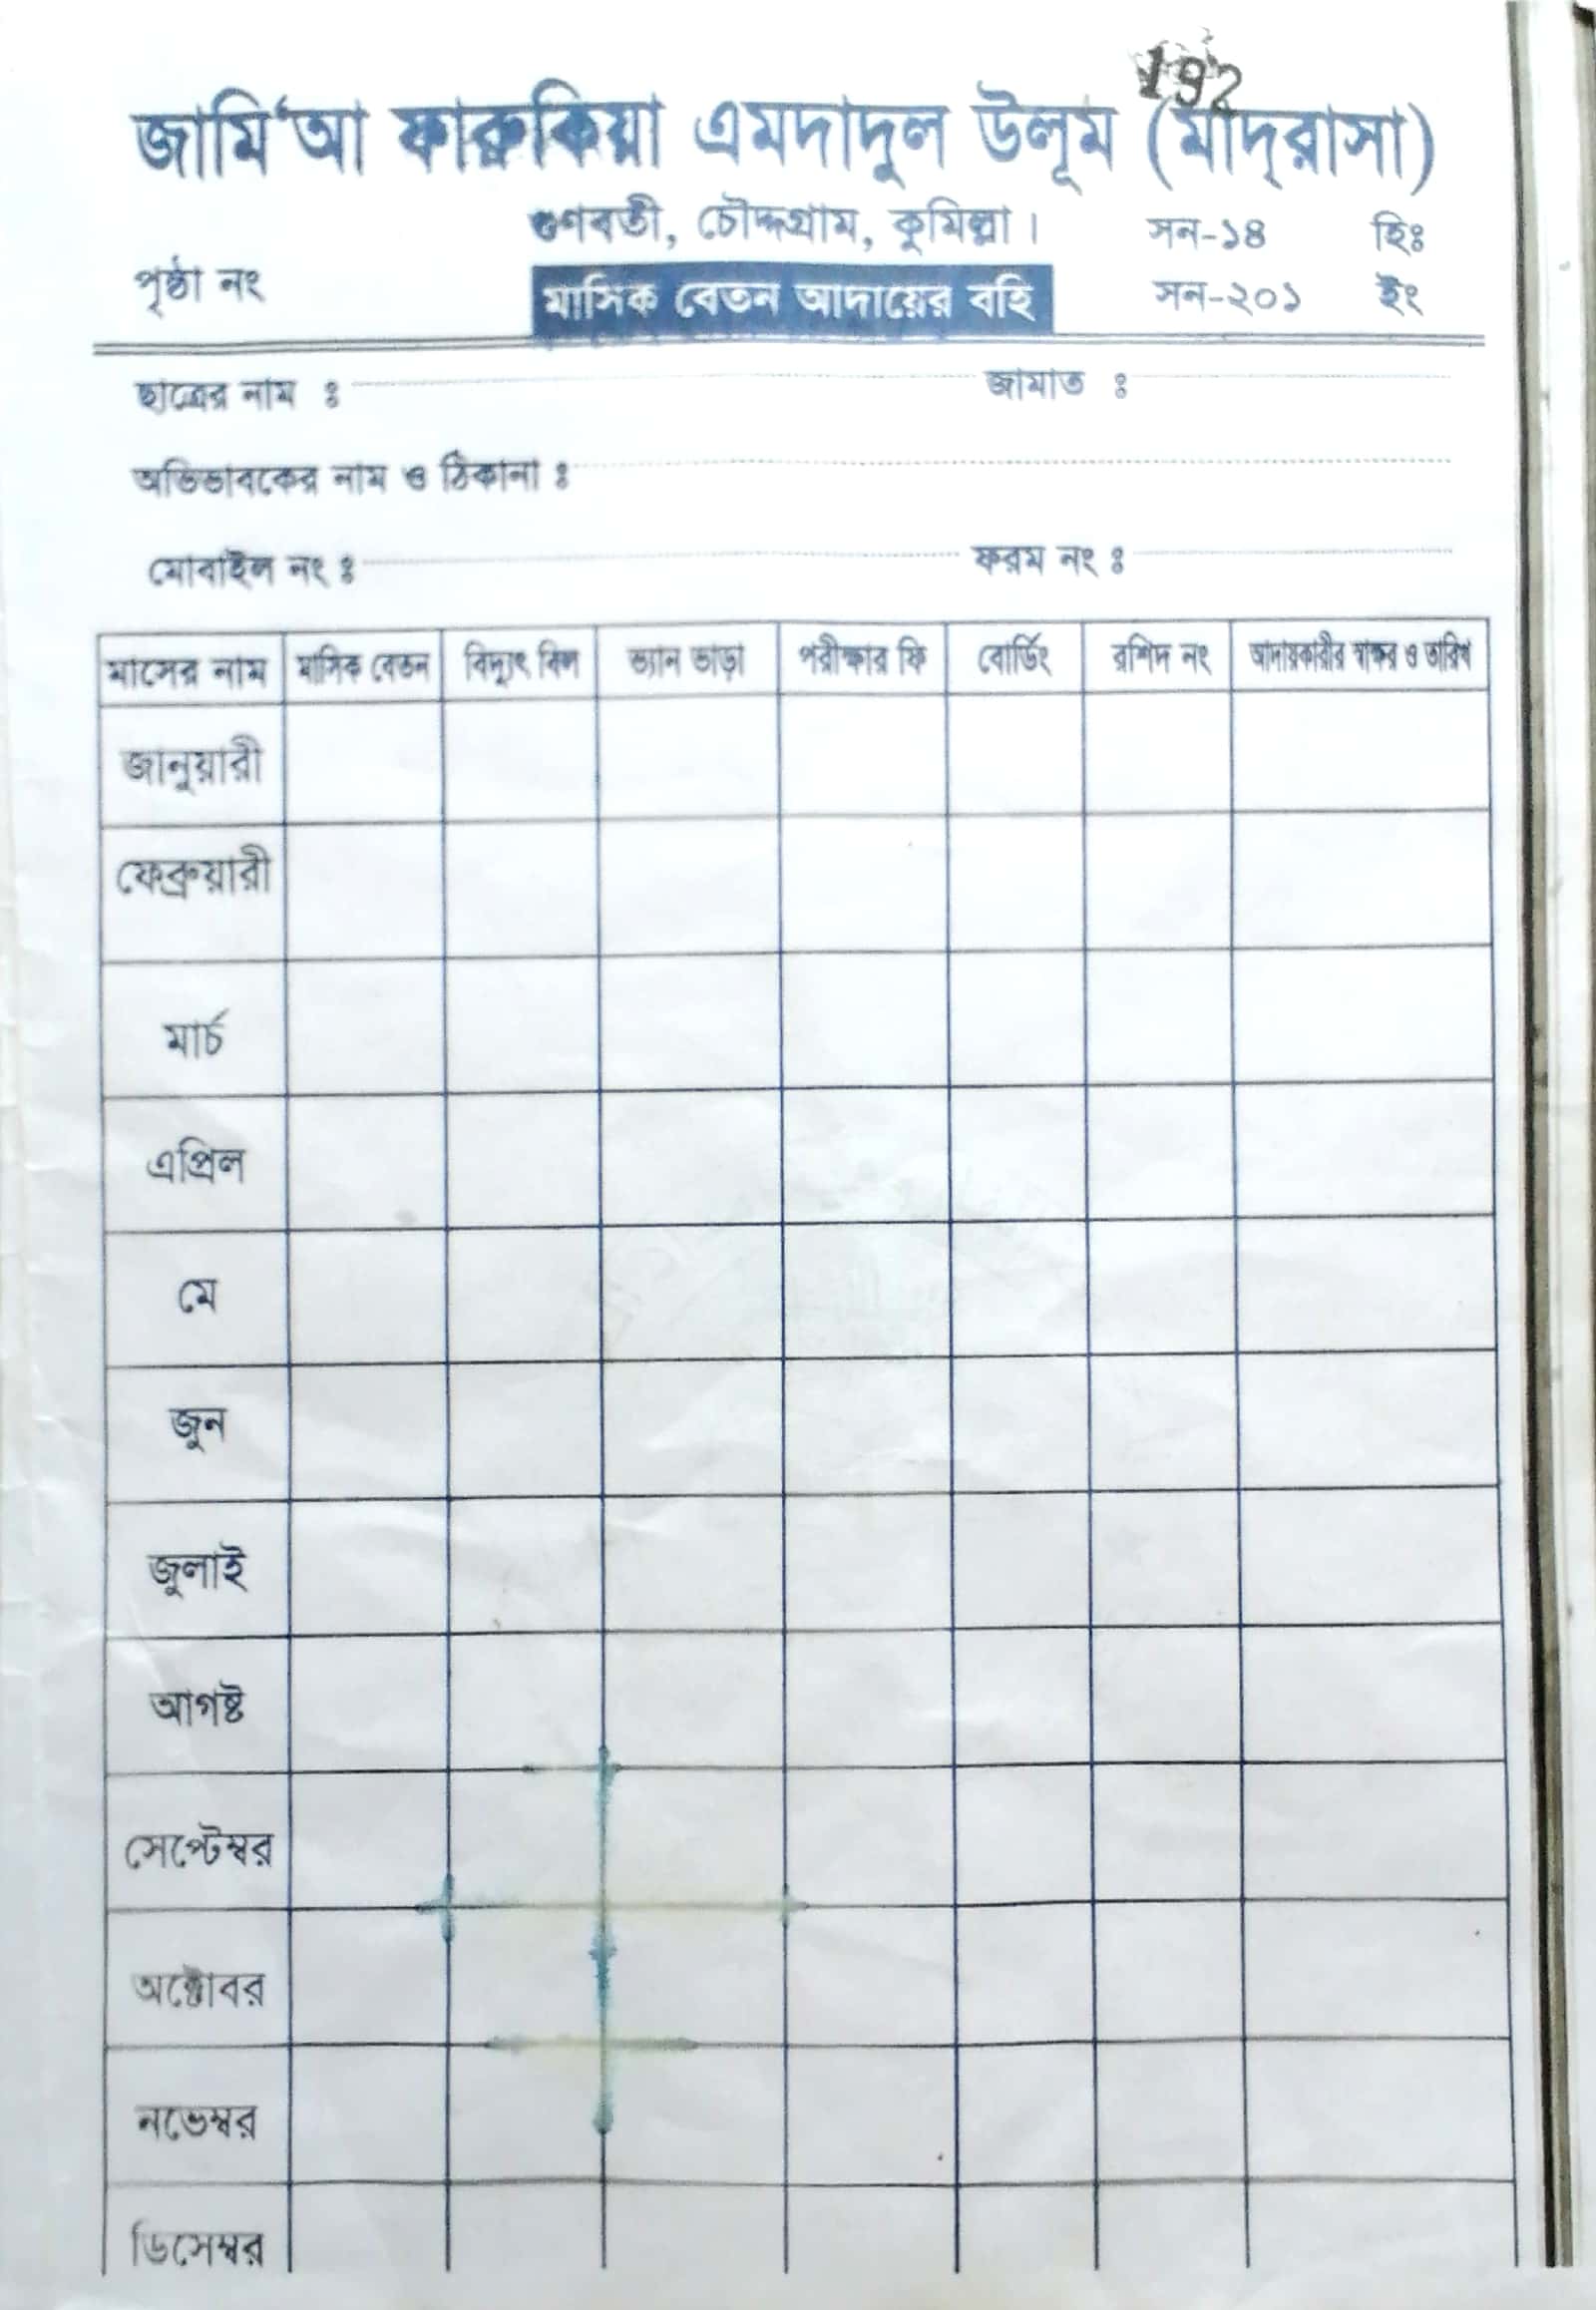 192
জামি‘আ ফারুকিয়া এমদাদুল উলূম (মাদ্‌রাসা)
গুণবতী, চৌদ্দগ্রাম, কুমিল্লা।
সন-১৪ হিঃ
পৃষ্ঠা নং
মাসিক বেতন আদায়ের বহি
সন-২০১ ইং
ছাত্রের নাম ঃ জামাত ঃ
অভিভাবকের নাম ও ঠিকানা ঃ
মোবাইল নং ঃ ফরম নং ঃ
মাসের নাম মাসিক বেতন বিদ্যুৎ বিল ভ্যান ভাড়া পরীক্ষার ফি বোর্ডিং রশিদ নং আদায়কারীর স্বাক্ষর ও তারিখ
জানুয়ারী
ফেব্রুয়ারী
মার্চ
এপ্রিল
মে
জুন
জুলাই
আগষ্ট
সেপ্টেম্বর
অক্টোবর
নভেম্বর
ডিসেম্বর